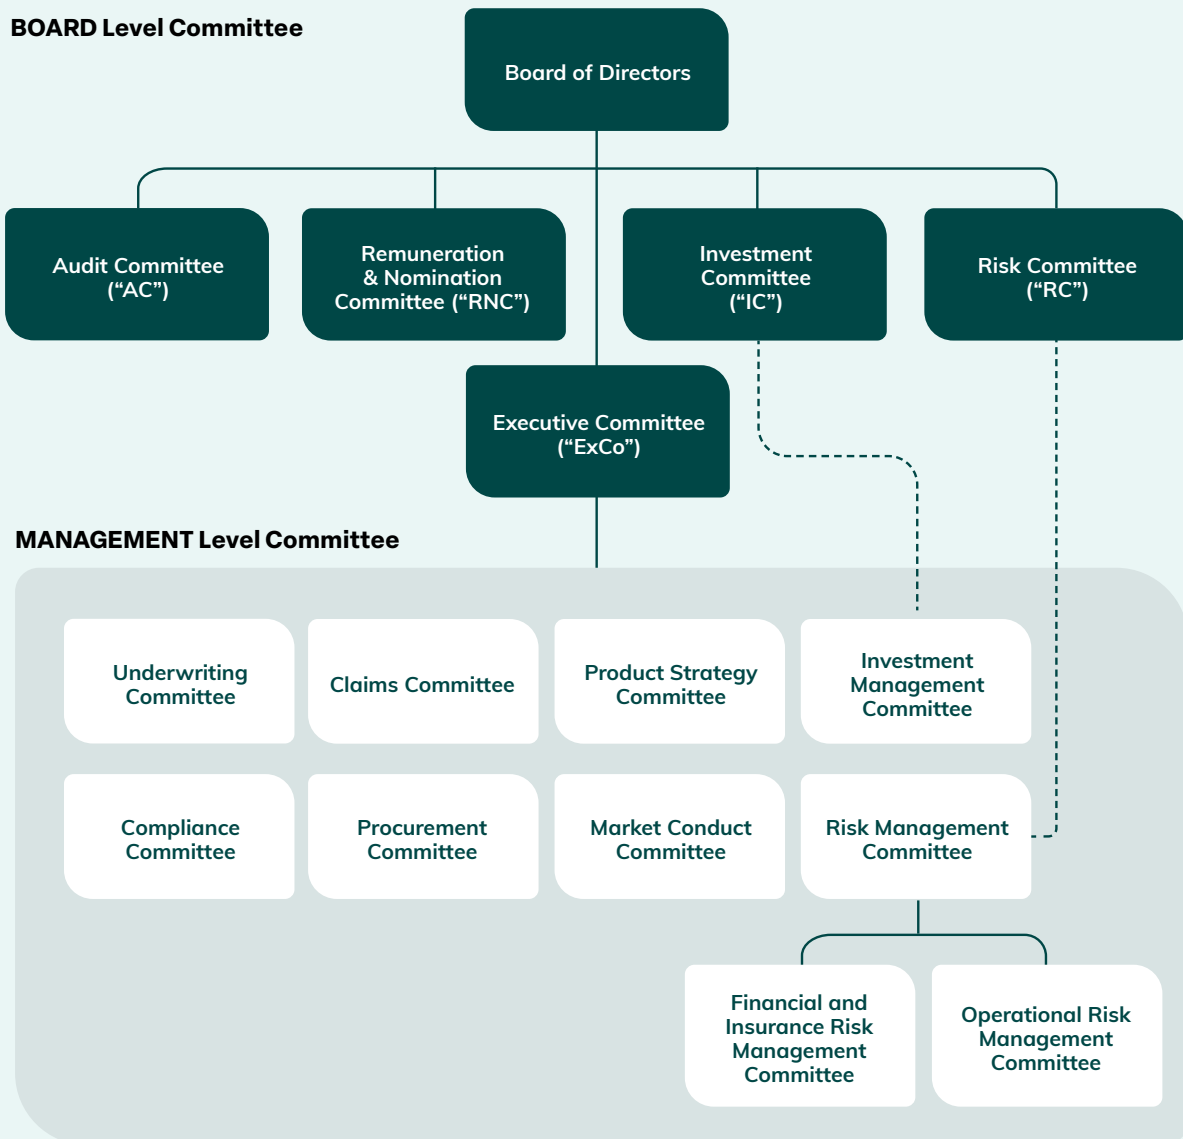 BOARD Level Committee
Board of Directors
Audit Committee
(“AC”)
Remuneration
& Nomination
Committee (“RNC”)
Investment
Committee
(“IC”)
Risk Committee
(“RC”)
Executive Committee
(“ExCo”)
MANAGEMENT Level Committee
Underwriting
Committee
Claims Committee
Product Strategy
Committee
Investment
Management
Committee
Compliance
Committee
Procurement
Committee
Market Conduct
Committee
Risk Management
Committee
Financial and
Insurance Risk
Management
Committee
Operational Risk
Management
Committee